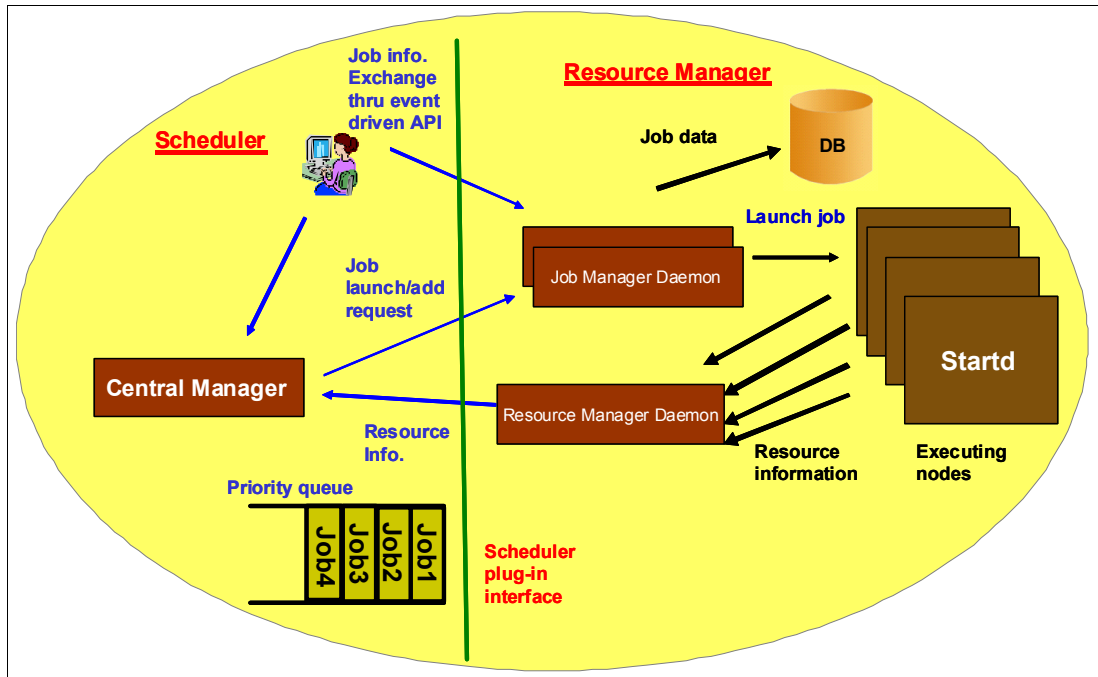 Job info.
Exchange
thru event
driven API
Scheduler
Resource Manager
Job data
DB
Launch job
Job Manager Daemon
Job
launch/add
request
Central Manager
Startd
Resource Manager Daemon
Resource
Info.
Resource
information
Executing
nodes
Priority queue
Job4
Job3
Job2
Job1
Scheduler
plug-in
interface